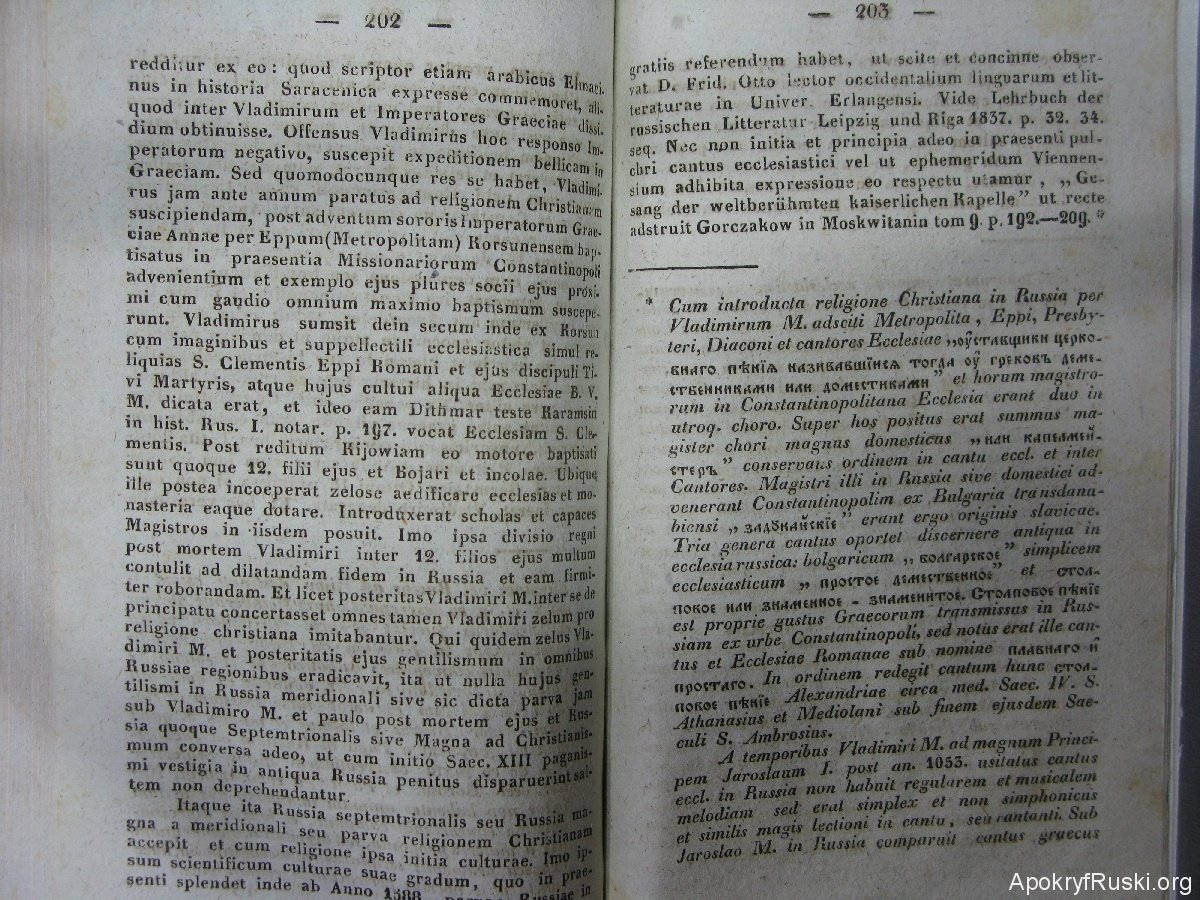 — 202 —
redditur ex eo: quod scriptor etiam arabicus Elmaci-
nus in historia Saracenica expresse commemoret, ali-
quod inter Vladimirum et Imperatores Graeciae dissi-
dium obtinuisse. Offensus Vladimirus hoc responso Im-
peratorum negativo, suscepit expeditionem bellicam in
Graeciam. Sed quomodocunque res se habet, Vladimi-
rus jam ante annum paratus ad religionem Christianam
suscipiendam, post adventum sororis Imperatorum Grae-
ciae Annae per Eppum (Metropolitam) Korsunensem bap-
tisatus in praesentia Missionariorum Constantinopoli
advenientium et exemplo ejus plures socii ejus proxi-
mi cum gaudio omnium maximo baptismum suscepe-
runt. Vladimirus sumsit dein secum inde ex Korsun
cum imaginibus et suppellectili ecclesiastica simul re-
liquias S. Clementis Eppi Romani et ejus discipuli Ti-
vi Martyris, atque hujus cultui aliqua Ecclesiae B. V.
M. dicata erat, et ideo eam Dithmar teste Karamsin
in hist. Rus. I. notar. p. 197. vocat Ecclesiam S. Cle-
mentis. Post reditum Kijowiam eo motore baptisati
sunt quoque 12. filii ejus et Bojari et incolae. Ubique
ille postea incoeperat zelose aedificare ecclesias et mo-
nasteria eaque dotare. Introduxerat scholas et capaces
Magistros in iisdem posuit. Imo ipsa divisio regni
post mortem Vladimiri inter 12. filios ejus multum
contulit ad dilatandam fidem in Russia et eam firmi-
ter roborandam. Et licet posteritas Vladimiri M. inter se de
principatu concertasset omnes tamen Vladimiri zelum pro
religione christiana imitabantur. Qui quidem zelus Vla-
dimiri M. et posteritatis ejus gentilismum in omnibus
Russiae regionibus eradicavit, ita ut nulla hujus gen-
tilismi in Russia meridionali sive sic dicta parva jam
sub Vladimiro M. et paulo post mortem ejus et Rus-
sia quoque Septemtrionalis sive Magna ad Christianis-
mum conversa adeo, ut cum initio Saec. XIII paganis-
mi vestigia in antiqua Russia penitus disparuerint sal-
tem non deprehendantur.
Itaque ita Russia septemtrionalis seu Russia ma-
gna a meridionali seu parva religionem Christianam
accepit et cum religione ipsa initia culturae. Imo ip-
sum scientificum culturae suae gradum, quo in prae-
senti splendet inde ab Anno 1588 Russiae in
— 203 —
gratiis referendum habet, ut scite et concinne obser-
vat D. Frid. Otto lector occidentalium linguarum et lit-
teraturae in Univer. Erlangensi. Vide Lehrbuch der
russischen Litteratur Leipzig und Riga 1837. p. 32. 34.
seq. Nec non initia et principia adeo in praesenti pul-
chri cantus ecclesiastici vel ut ephemeridum Viennen-
sium adhibita expressione eo respectu utamur, „Ge-
sang der weltberühmten kaiserlichen Kapelle” ut recte
adstruit Gorczakow in Moskwitanin tom 9. p. 192.—209. *
* Cum introducta religione Christiana in Russia per
Vladimirum M. adsciti Metropolita, Eppi, Presby-
teri, Diaconi et cantores Ecclesiae „оуставщики церко-
внаго пѣнія називавшіися тогда оу грековъ деме-
ственниками или доместиками” et horum magistro-
rum in Constantinopolitana Ecclesia erant duo in
utroq. choro. Super hos positus erat summus ma-
gister chori magnus domesticus „или капелмей-
стеръ” conservans ordinem in cantu eccl. et inter
Cantores. Magistri illi in Russia sive domestici ad-
venerant Constantinopolim ex Bulgaria transdanu-
biensi „задꙋнайскіе” erant ergo originis slavicae.
Tria genera cantus oportet discernere antiqua in
ecclesia russica: bolgaricum „волгарское” simplicem
ecclesiasticum „простое демественное” et стол-
повое или знаменное - знаменитое. Столповое пѣніе
est proprie gustus Graecorum transmissus in Rus-
siam ex urbe Constantinopoli, sed notus erat ille can-
tus et Ecclesiae Romanae sub nomine плавнаго и
простаго. In ordinem redegit cantum hunc стол-
повое пѣніе Alexandriae circa med. Saec. IV. S.
Athanasius et Mediolani sub finem ejusdem Sae-
culi S. Ambrosius.
A temporibus Vladimiri M. ad magnum Princi-
pem Jaroslaum I. post an. 1053. usitatus cantus
eccl. in Russia non habuit regularem et musicalem
melodiam sed erat simplex et non simphonicus
et similis magis lectioni in cantu, seu cantanti. Sub
Jaroslao M. in Russia comparuit cantus graecus
ApokryfRuski.org